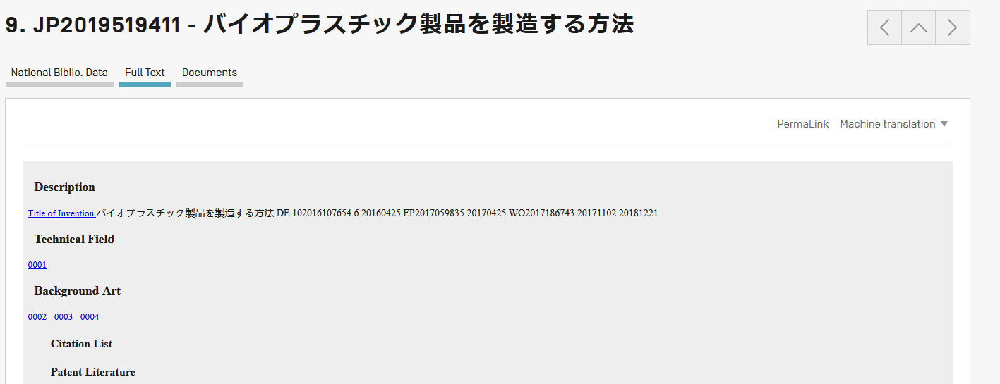 9. JP2019519411 - バイオプラスチック製品を製造する方法
National Biblio. Data Full Text Documents
PermaLink Machine translation ▼
Description
Title of Invention バイオプラスチック製品を製造する方法 DE 102016107654.6 20160425 EP2017059835 20170425 WO2017186743 20171102 20181221
Technical Field
0001
Background Art
0002 0003 0004
Citation List
Patent Literature